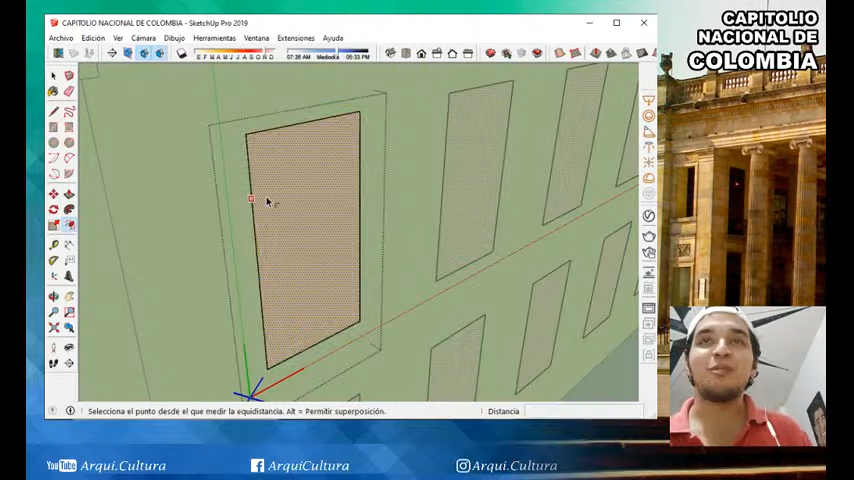 CAPITOLIO NACIONAL DE COLOMBIA - SketchUp Pro 2019
CAPITOLIO
NACIONAL DE
COLOMBIA
Archivo Edición Ver Cámara Dibujo Herramientas Ventana Extensiones Ayuda
E F M A M J J A S O N D 07:36 AM Mediodía 05:33 PM
Selecciona el punto desde el que medir la equidistancia. Alt = Permitir superposición. Distancia
You Tube Arqui.Cultura ArquiCultura Arqui.Cultura